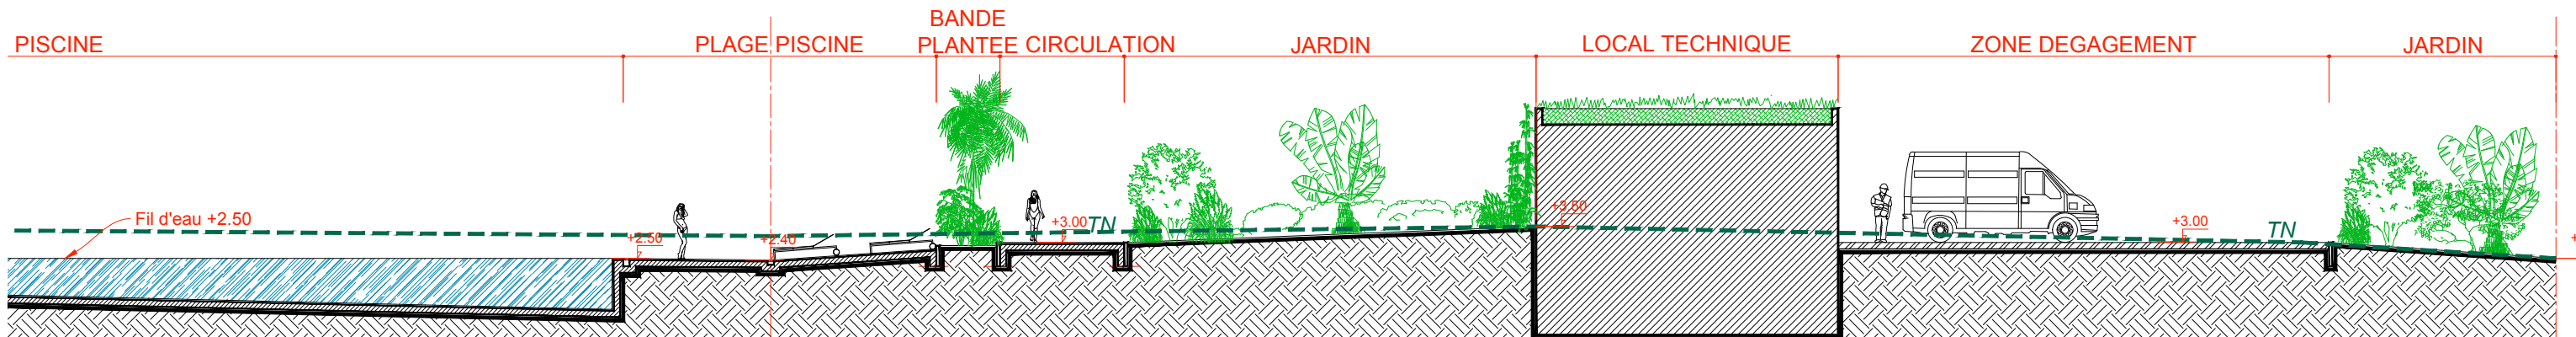 PISCINE
PLAGE PISCINE
BANDE
PLANTEE
CIRCULATION
JARDIN
LOCAL TECHNIQUE
ZONE DEGAGEMENT
JARDIN
Fil d'eau +2.50
+2.50
+2.40
+3.00
TN
+3.50
+3.00
TN